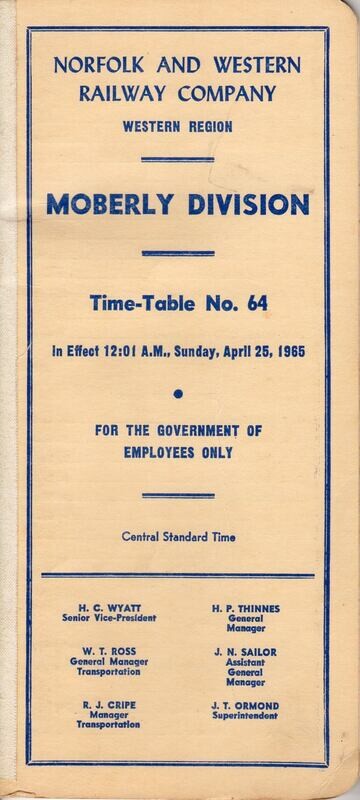 NORFOLK AND WESTERN
RAILWAY COMPANY
WESTERN REGION
MOBERLY DIVISION
Time-Table No. 64
In Effect 12:01 A.M., Sunday, April 25, 1965
FOR THE GOVERNMENT OF
EMPLOYEES ONLY
Central Standard Time
H. C. WYATT
Senior Vice-President
H. P. THINNES
General
Manager
W. T. ROSS
General Manager
Transportation
J. N. SAILOR
Assistant
General
Manager
R. J. CRIPE
Manager
Transportation
J. T. ORMOND
Superintendent